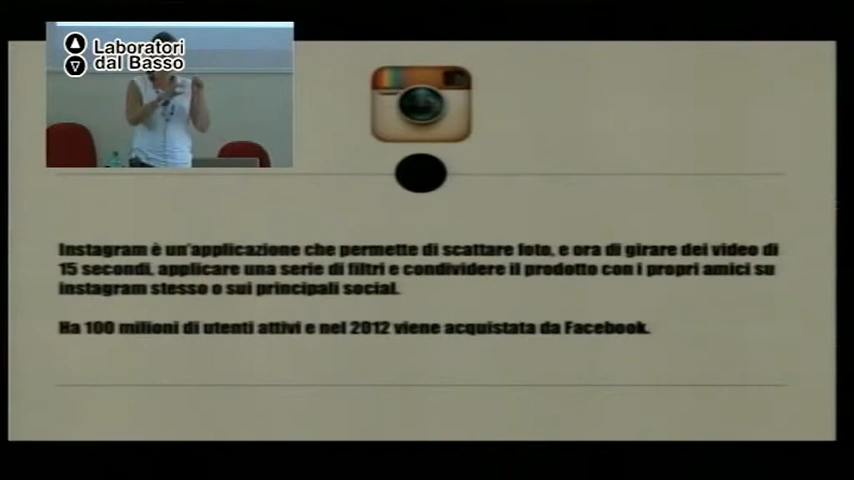 Laboratori
dal Basso
Instagram è un'applicazione che permette di scattare foto, e ora di girare dei video di
15 secondi, applicare una serie di filtri e condividere il prodotto con i propri amici su
instagram stesso o sui principali social.
Ha 100 milioni di utenti attivi e nel 2012 viene acquistata da Facebook.